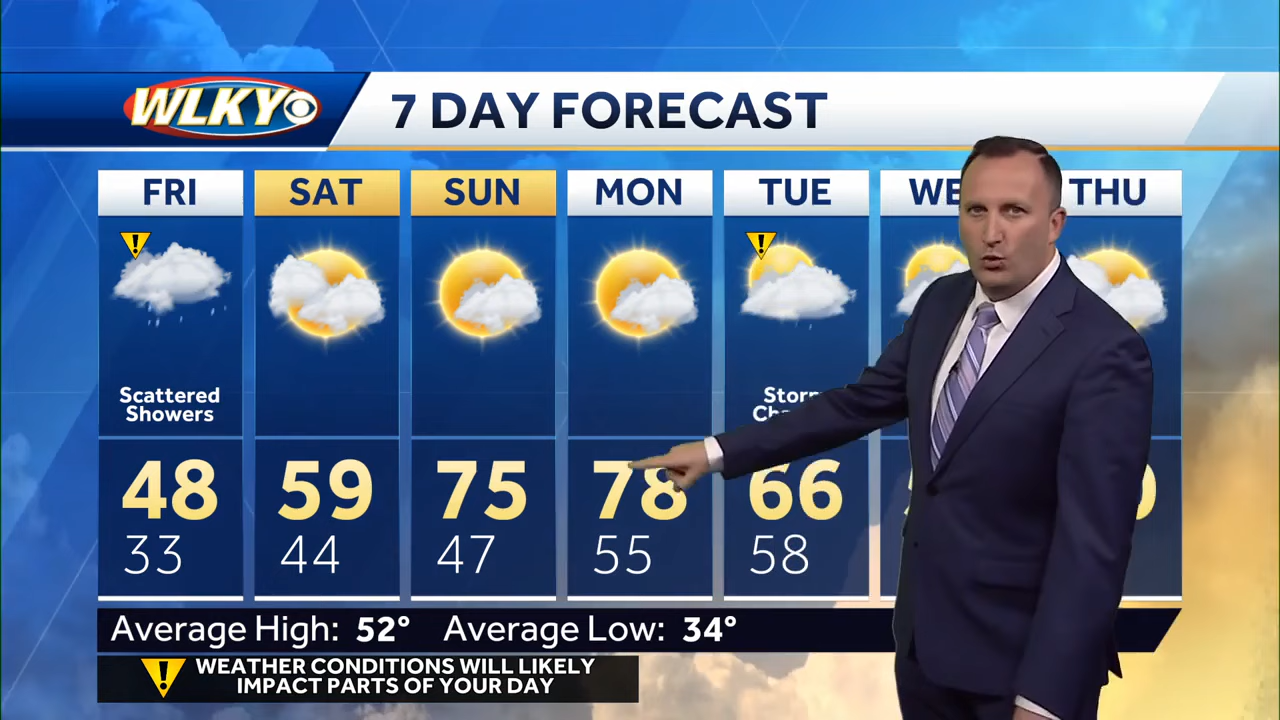 WLKY
7 DAY FORECAST
FRI SAT SUN MON TUE THU
Scattered
Showers
48 59 75 78 66
33 44 47 55 58
Average High: 52° Average Low: 34°
WEATHER CONDITIONS WILL LIKELY
IMPACT PARTS OF YOUR DAY